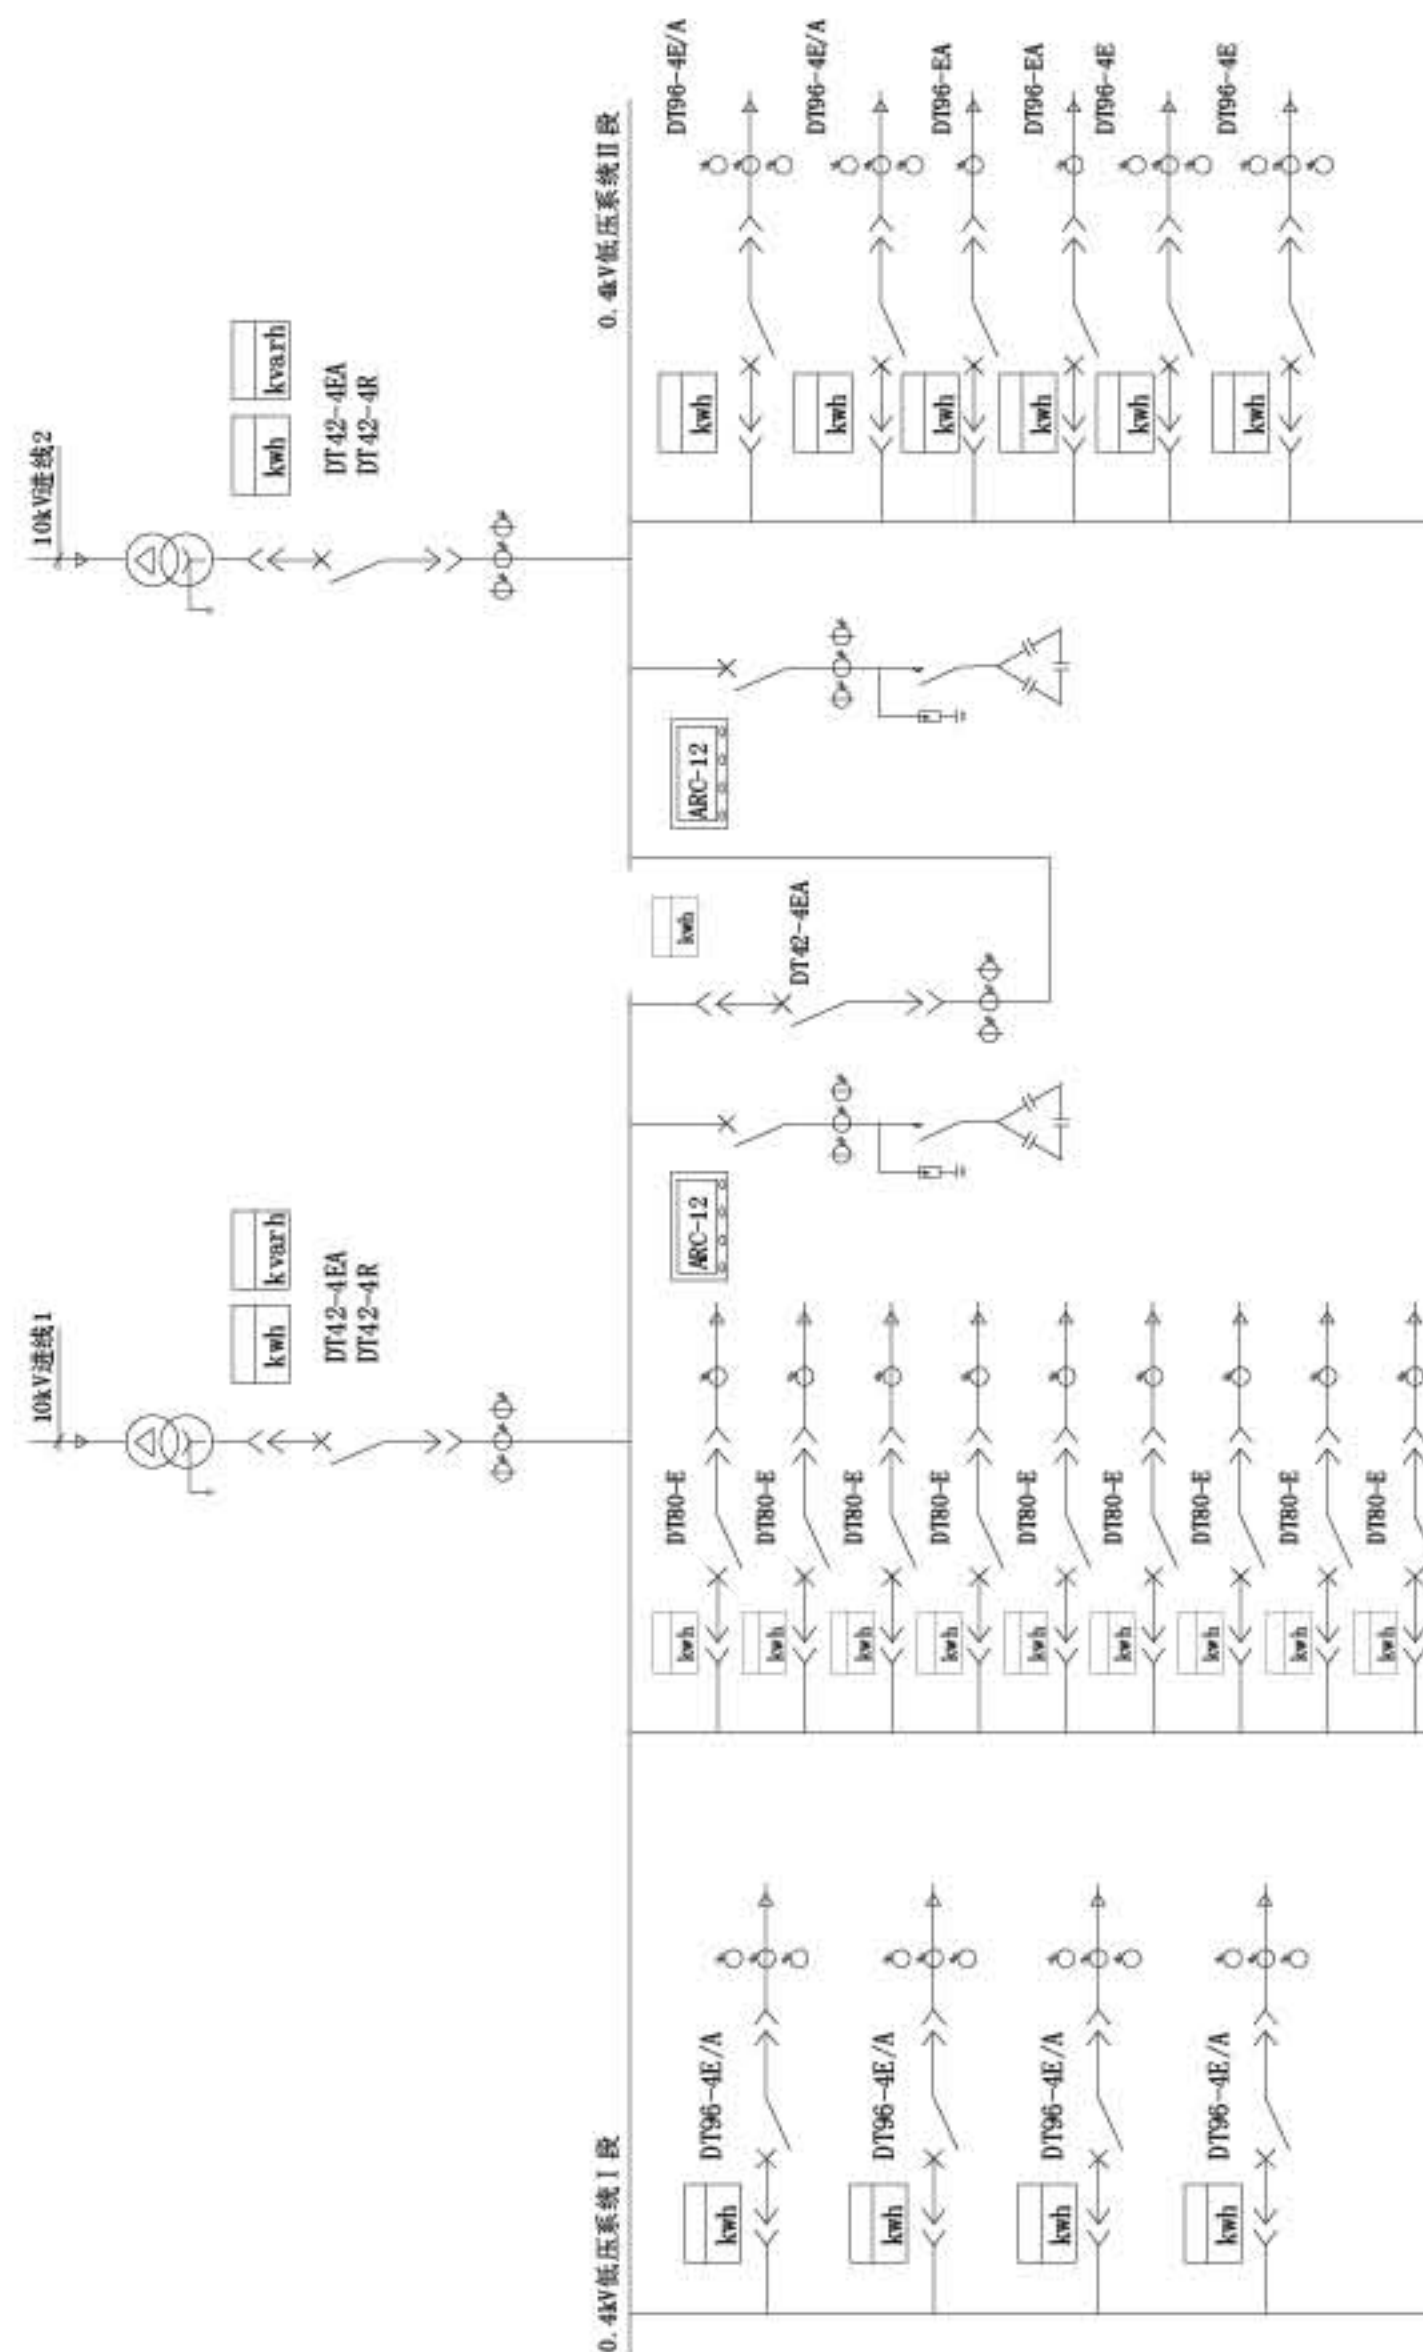 10kV进线1
10kV进线2
kwh
kvarh
DT42-4EA
DT42-4R
kwh
kvarh
DT42-4EA
DT42-4R
0.4kV低压系统I段
0.4kV低压系统II段
kwh
DT96-4E/A
kwh
DT96-4E/A
kwh
DT96-4E/A
kwh
DT96-4E/A
kwh
DT80-E
kwh
DT80-E
kwh
DT80-E
kwh
DT80-E
kwh
DT80-E
kwh
DT80-E
kwh
DT80-E
kwh
DT80-E
kwh
DT80-E
ARC-12
kwh
DT42-4EA
ARC-12
kwh
DT96-4E/A
kwh
DT96-4E/A
kwh
DT96-EA
kwh
DT96-EA
kwh
DT96-4E
kwh
DT96-4E